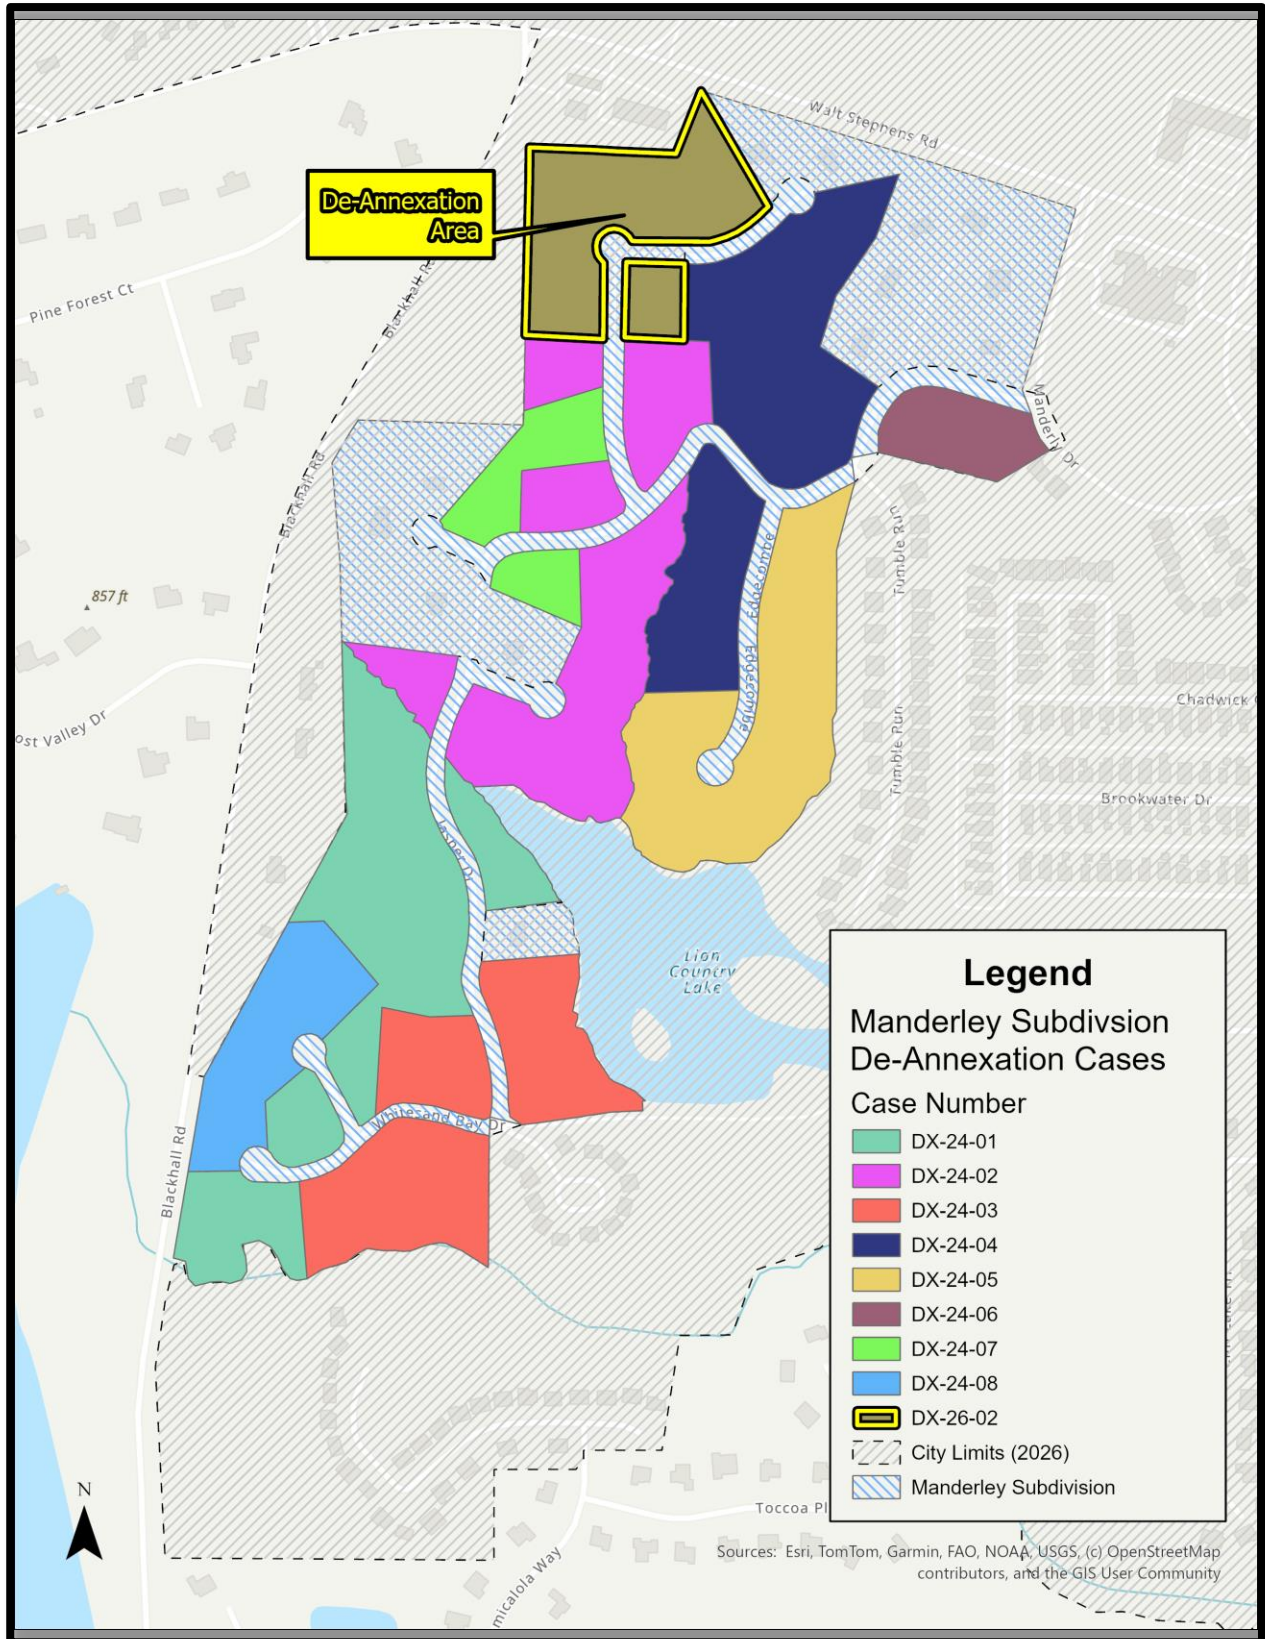 Walt Stephens Rd
De-Annexation
Area
Blackhall Rd
Pine Forest Ct
Manderly Dr
Blackhall Rd
Tumble Run
Edgecombe
857 ft
Edgecombe
Chadwick
ost Valley Dr
Tumble Run
Brookwater Dr
Jasper Dr
Lion
Country
Lake
Whitesand Bay Dr
Blackhall Rd
Legend
Manderley Subdivsion
De-Annexation Cases
Case Number
DX-24-01
DX-24-02
DX-24-03
DX-24-04
DX-24-05
DX-24-06
DX-24-07
DX-24-08
DX-26-02
City Limits (2026)
Manderley Subdivision
N
Toccoa Pl
micalola Way
Sources: Esri, TomTom, Garmin, FAO, NOAA, USGS, (c) OpenStreetMap
contributors, and the GIS User Community